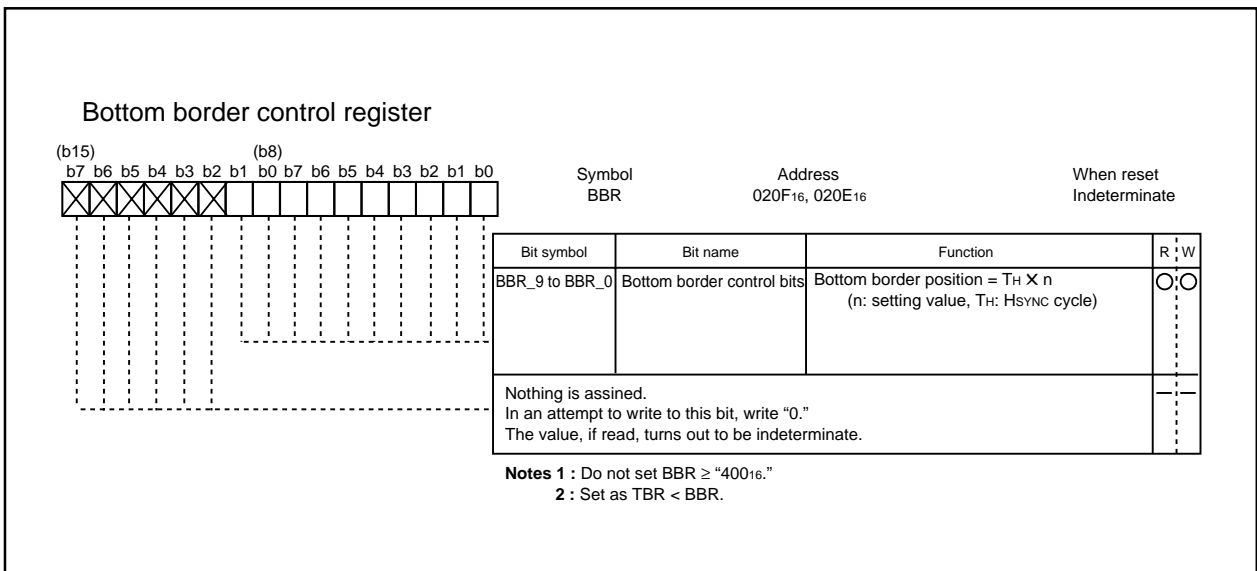 Bottom border control register
(b15) (b8)
b7 b6 b5 b4 b3 b2 b1 b0 b7 b6 b5 b4 b3 b2 b1 b0
Symbol Address When reset
BBR 020F16, 020E16 Indeterminate
Bit symbol Bit name Function R W
BBR_9 to BBR_0 Bottom border control bits Bottom border position = TH X n
(n: setting value, TH: HSYNC cycle)
Nothing is assined.
In an attempt to write to this bit, write “0.”
The value, if read, turns out to be indeterminate.
Notes 1 : Do not set BBR ≥ “40016.”
2 : Set as TBR < BBR.